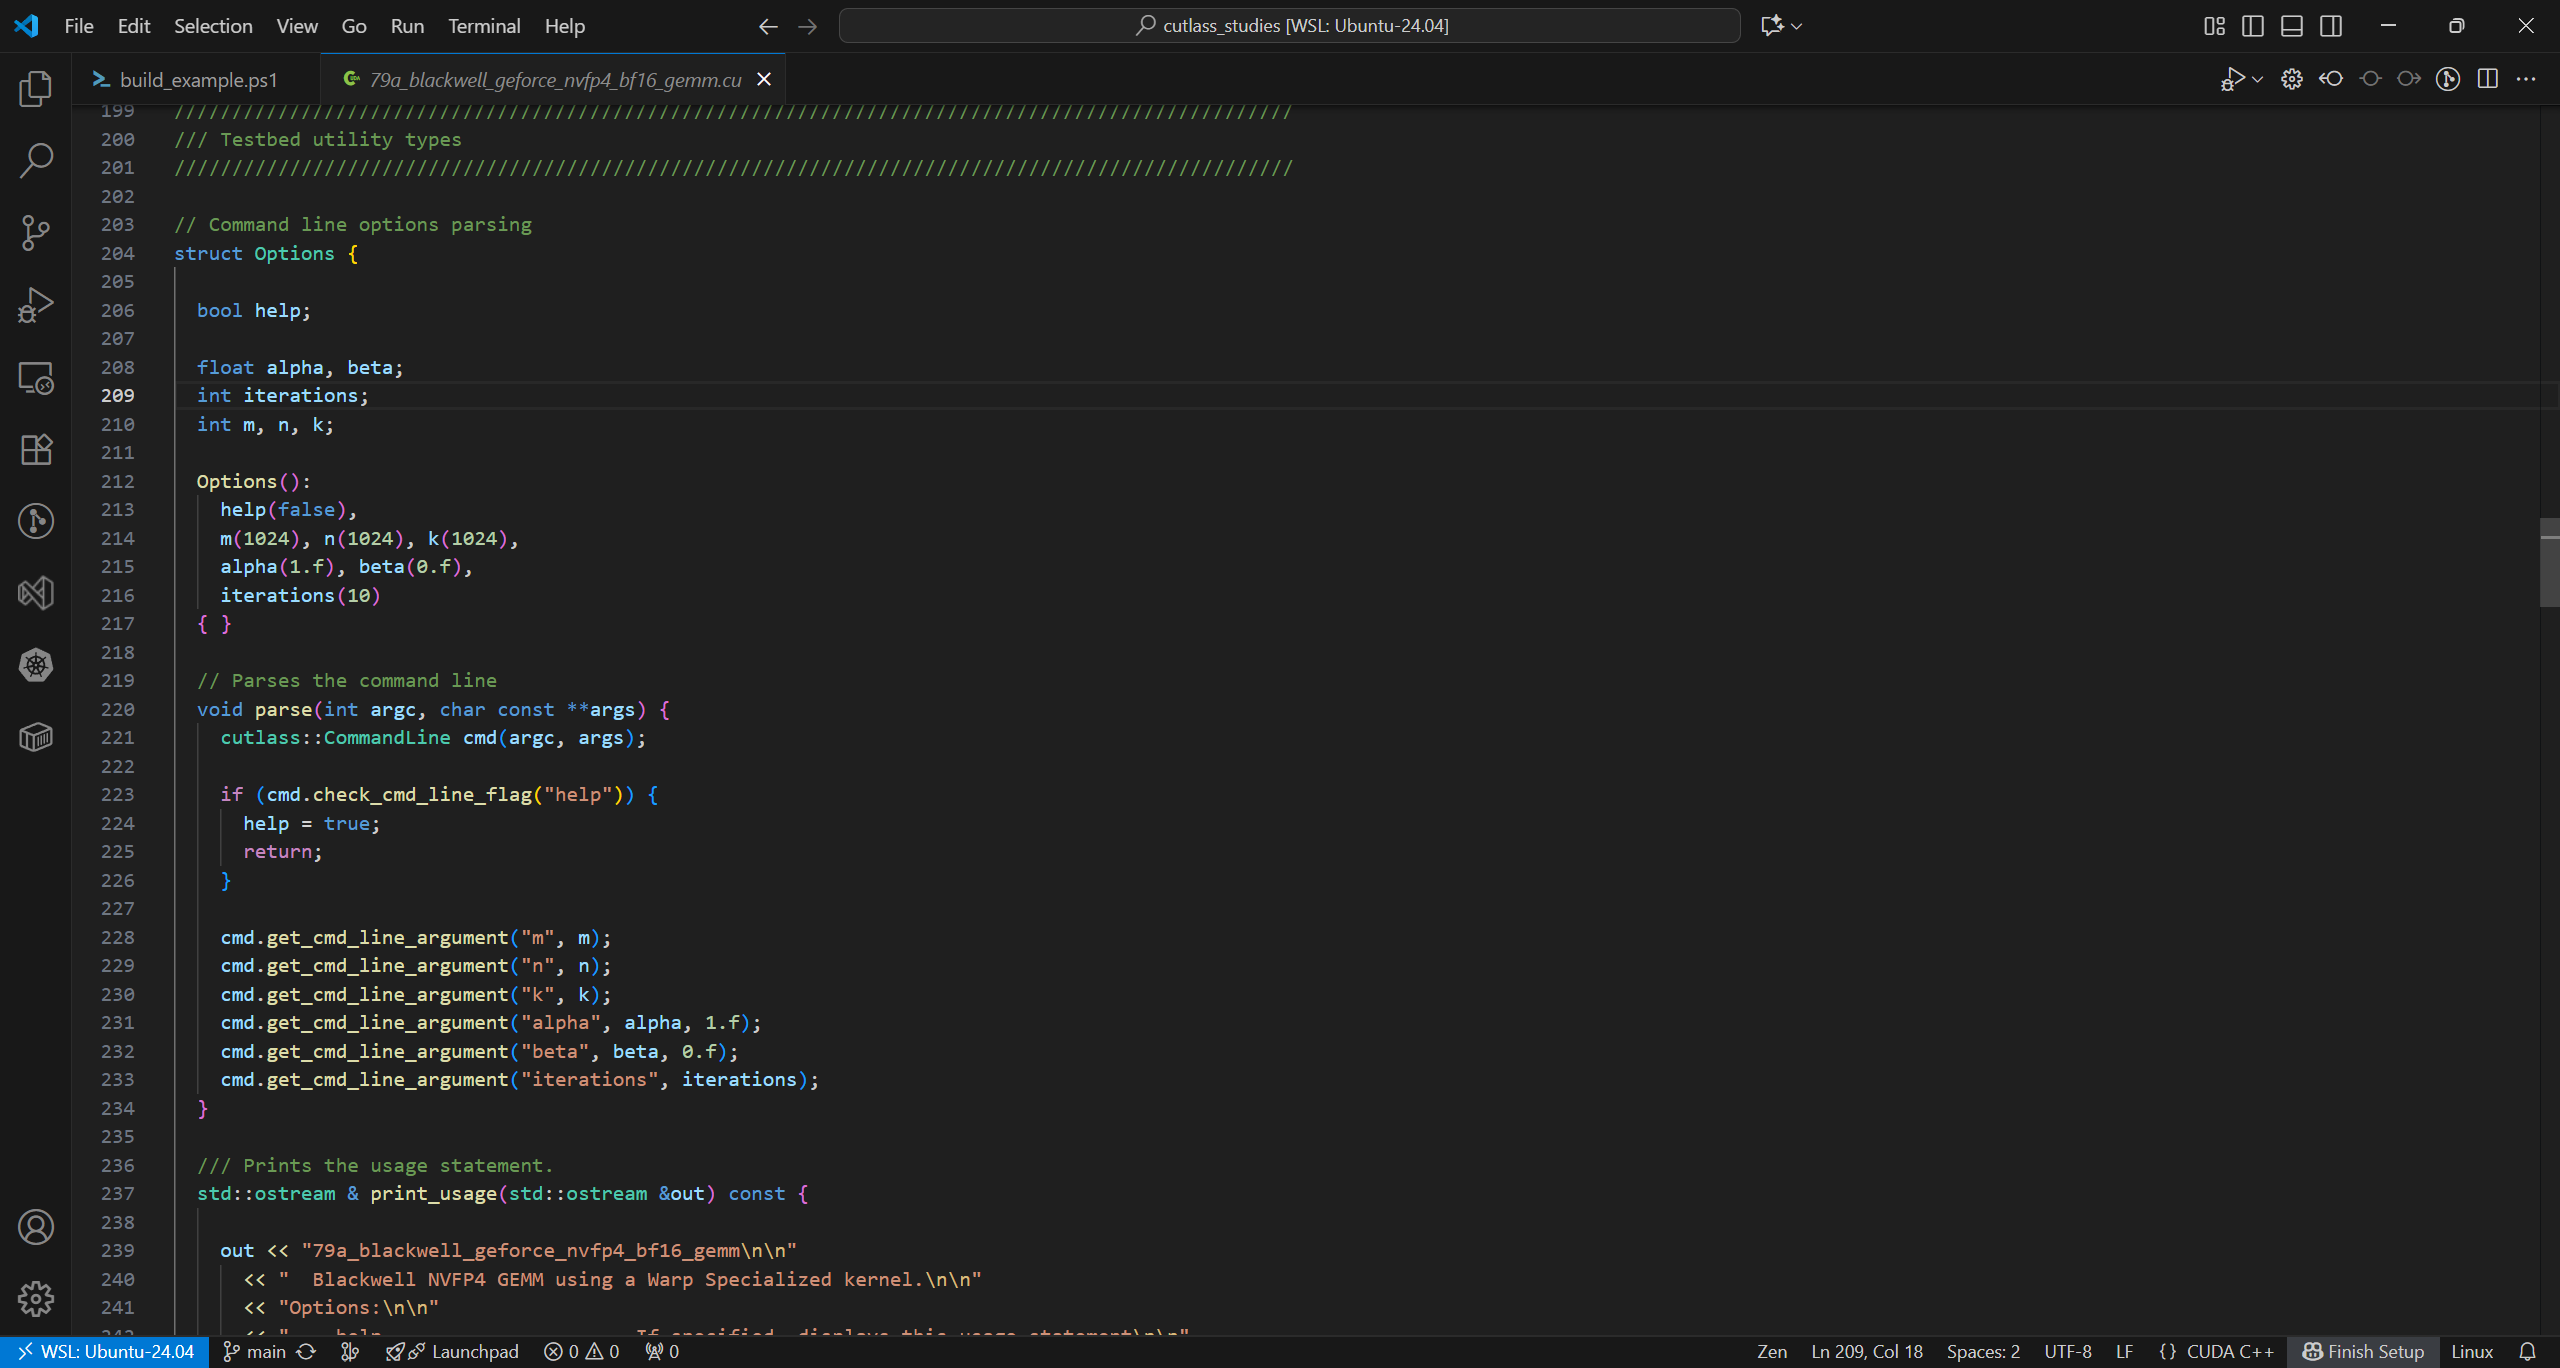 File Edit Selection View Go Run Terminal Help
cutlass_studies [WSL: Ubuntu-24.04]
build_example.ps1
79a_blackwell_geforce_nvfp4_bf16_gemm.cu
199 /////////////////////////////////////////////////////////////////////////////////////////////////
200 /// Testbed utility types
201 /////////////////////////////////////////////////////////////////////////////////////////////////
202
203 // Command line options parsing
204 struct Options {
205
206 bool help;
207
208 float alpha, beta;
209 int iterations;
210 int m, n, k;
211
212 Options():
213 help(false),
214 m(1024), n(1024), k(1024),
215 alpha(1.f), beta(0.f),
216 iterations(10)
217 { }
218
219 // Parses the command line
220 void parse(int argc, char const **args) {
221 cutlass::CommandLine cmd(argc, args);
222
223 if (cmd.check_cmd_line_flag("help")) {
224 help = true;
225 return;
226 }
227
228 cmd.get_cmd_line_argument("m", m);
229 cmd.get_cmd_line_argument("n", n);
230 cmd.get_cmd_line_argument("k", k);
231 cmd.get_cmd_line_argument("alpha", alpha, 1.f);
232 cmd.get_cmd_line_argument("beta", beta, 0.f);
233 cmd.get_cmd_line_argument("iterations", iterations);
234 }
235
236 /// Prints the usage statement.
237 std::ostream & print_usage(std::ostream &out) const {
238
239 out << "79a_blackwell_geforce_nvfp4_bf16_gemm\n\n"
240 << "  Blackwell NVFP4 GEMM using a Warp Specialized kernel.\n\n"
241 << "Options:\n\n"
242 << "  --help                      If specified, displays this usage statement\n\n"
WSL: Ubuntu-24.04 main Launchpad 0 0 0 Zen Ln 209, Col 18 Spaces: 2 UTF-8 LF {} CUDA C++ Finish Setup Linux